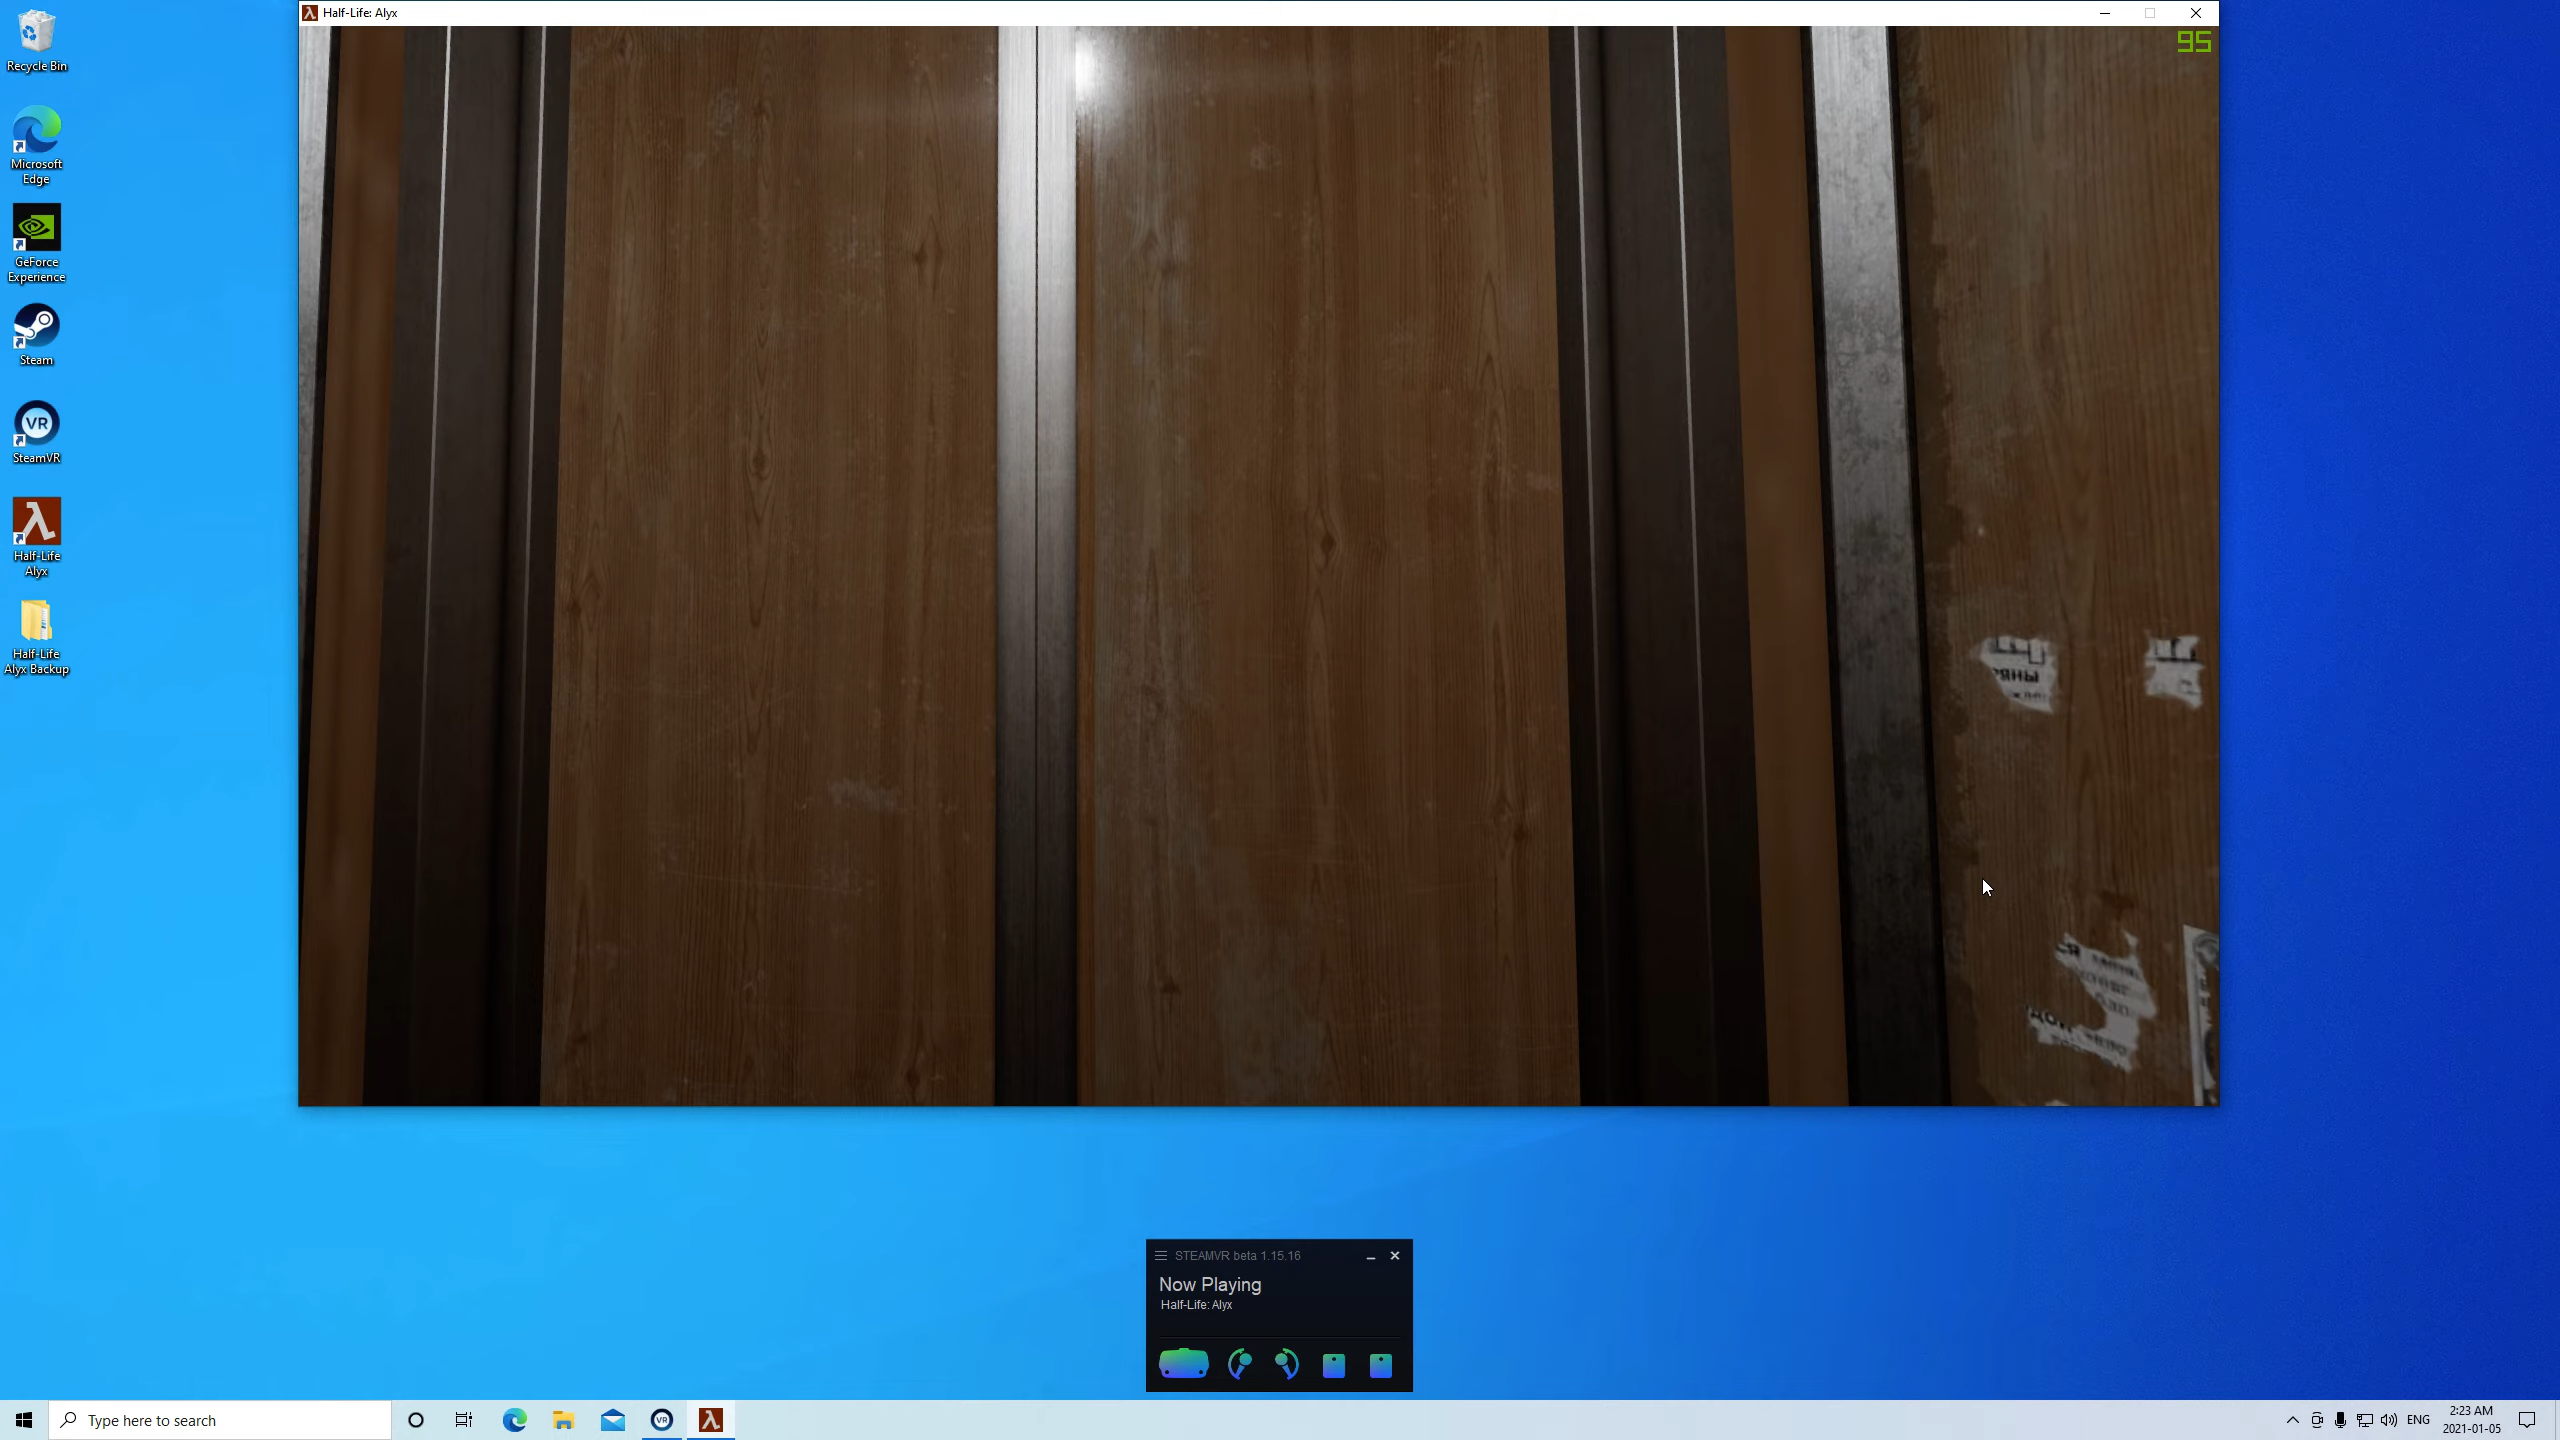 Half-Life: Alyx
95
Recycle Bin
Microsoft
Edge
GeForce
Experience
Steam
VR
SteamVR
Half-Life
Alyx
Half-Life
Alyx Backup
STEAMVR beta 1.15.16
Now Playing
Half-Life: Alyx
Type here to search
VR
ENG
2:23 AM
2021-01-05